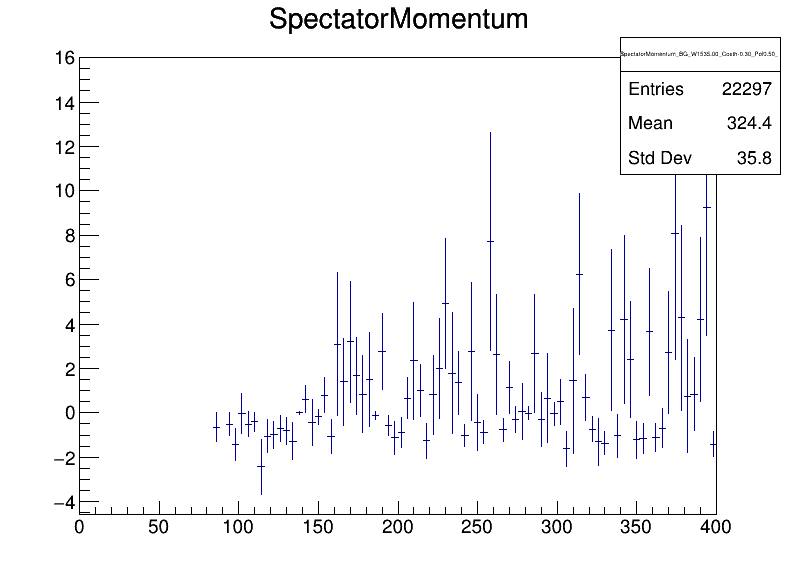 SpectatorMomentum
SpectatorMomentum_BG_W1535.00_Costh-0.30_Pol0.50_
Entries 22297
Mean 324.4
Std Dev 35.8
16
14
12
10
8
6
4
2
0
−2
−4
0 50 100 150 200 250 300 350 400